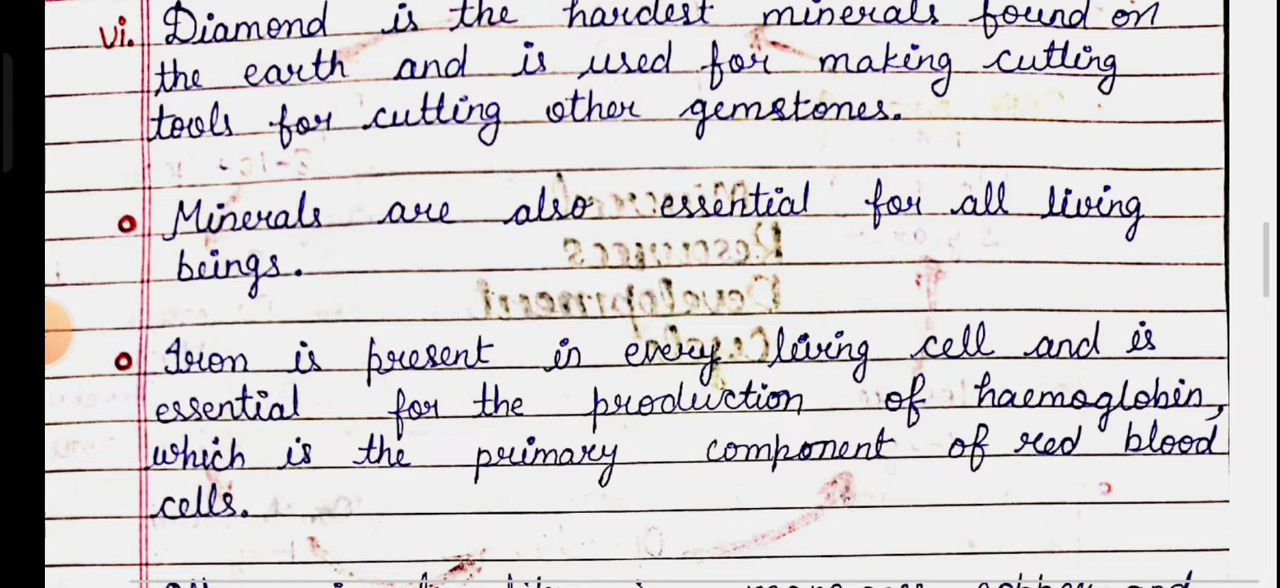 vi. Diamond is the hardest minerals found on
the earth and is used for making cutting
tools for cutting other gemstones.
o Minerals are also essential for all living
beings.
o Iron is present in every living cell and is
essential for the production of haemoglobin,
which is the primary component of red blood
cells.